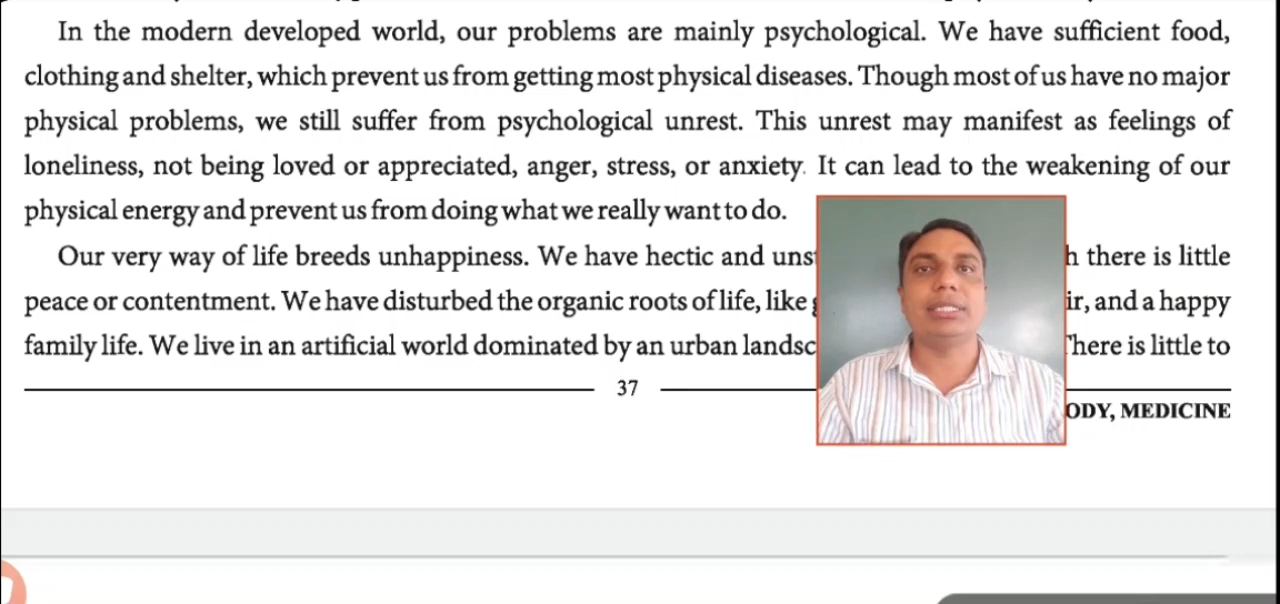 In the modern developed world, our problems are mainly psychological. We have sufficient food,
clothing and shelter, which prevent us from getting most physical diseases. Though most of us have no major
physical problems, we still suffer from psychological unrest. This unrest may manifest as feelings of
loneliness, not being loved or appreciated, anger, stress, or anxiety. It can lead to the weakening of our
physical energy and prevent us from doing what we really want to do.
Our very way of life breeds unhappiness. We have hectic and there is little
peace or contentment. We have disturbed the organic roots of life, like and a happy
family life. We live in an artificial world dominated by an urban There is little to
37
MEDICINE